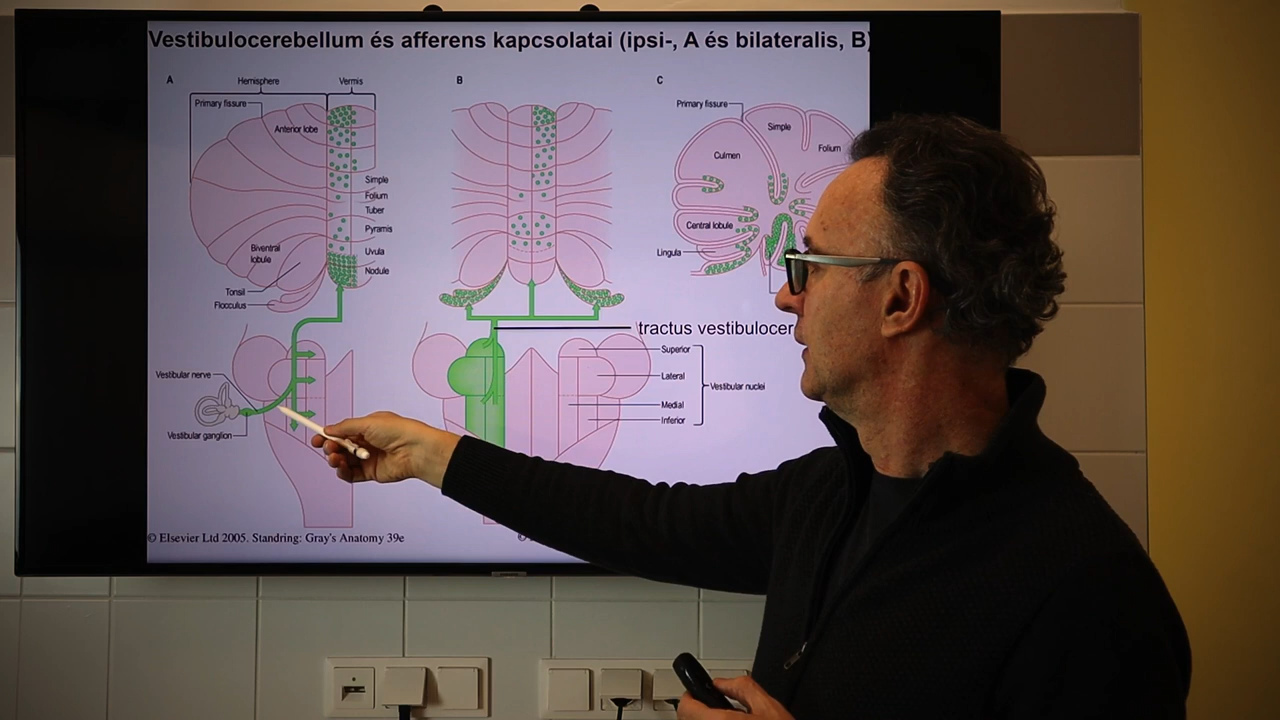 Vestibulocerebellum és afferens kapcsolatai (ipsi-, A és bilateralis, B)
A
Hemisphere
Vermis
Primary fissure
Anterior lobe
Simple
Folium
Tuber
Pyramis
Uvula
Nodule
Biventral
lobule
Tonsil
Flocculus
Vestibular nerve
Vestibular ganglion
© Elsevier Ltd 2005. Standring: Gray's Anatomy 39e
B
tractus vestibulocer
Superior
Lateral
Medial
Inferior
Vestibular nuclei
©
C
Primary fissure
Simple
Culmen
Folium
Central lobule
Lingula